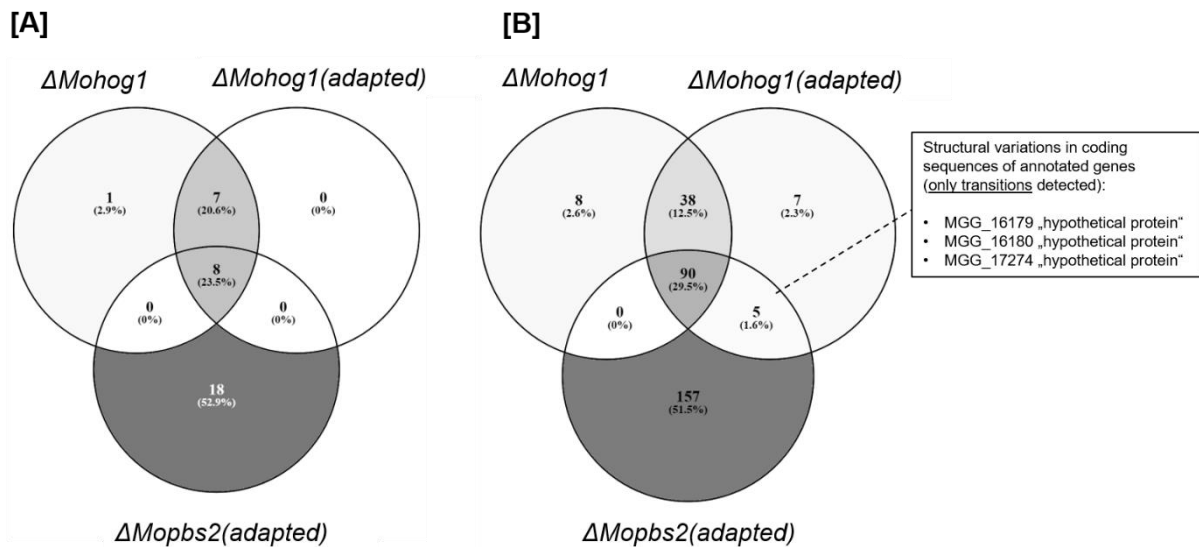 [A]
ΔMohog1
ΔMohog1(adapted)
1
(2.9%)
7
(20.6%)
0
(0%)
8
(23.5%)
0
(0%)
0
(0%)
18
(52.9%)
ΔMopbs2(adapted)
[B]
ΔMohog1
ΔMohog1(adapted)
8
(2.6%)
38
(12.5%)
7
(2.3%)
90
(29.5%)
0
(0%)
5
(1.6%)
157
(51.5%)
ΔMopbs2(adapted)
Structural variations in coding
sequences of annotated genes
(only transitions detected):
• MGG_16179 „hypothetical protein“
• MGG_16180 „hypothetical protein“
• MGG_17274 „hypothetical protein“